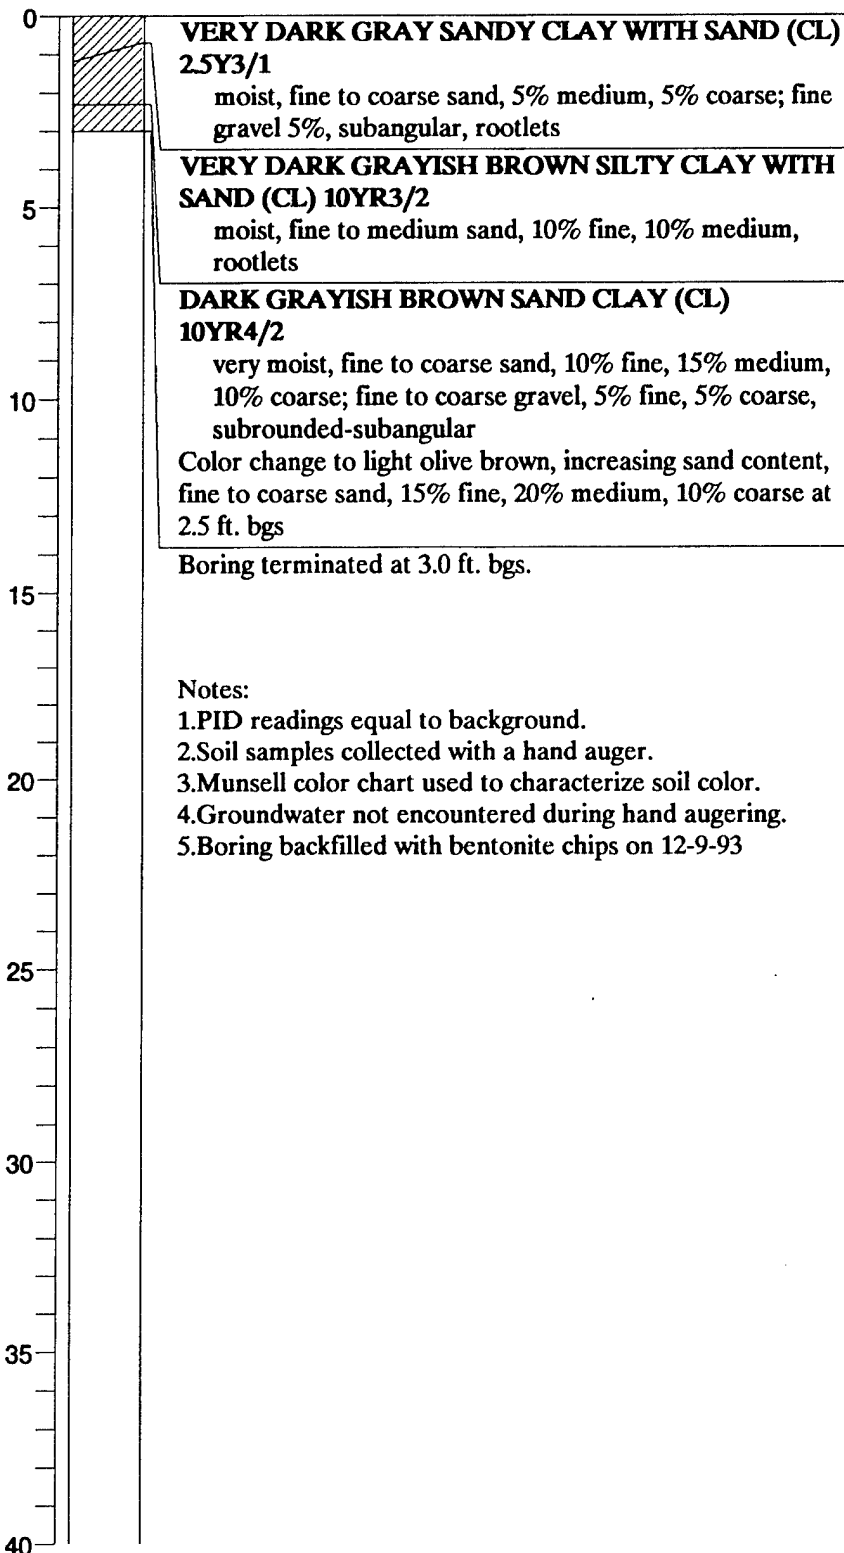 0
VERY DARK GRAY SANDY CLAY WITH SAND (CL)
2.5Y3/1
moist, fine to coarse sand, 5% medium, 5% coarse; fine
gravel 5%, subangular, rootlets
VERY DARK GRAYISH BROWN SILTY CLAY WITH
SAND (CL) 10YR3/2
5
moist, fine to medium sand, 10% fine, 10% medium,
rootlets
DARK GRAYISH BROWN SAND CLAY (CL)
10YR4/2
very moist, fine to coarse sand, 10% fine, 15% medium,
10
10% coarse; fine to coarse gravel, 5% fine, 5% coarse,
subrounded-subangular
Color change to light olive brown, increasing sand content,
fine to coarse sand, 15% fine, 20% medium, 10% coarse at
2.5 ft. bgs
Boring terminated at 3.0 ft. bgs.
15
Notes:
1.PID readings equal to background.
2.Soil samples collected with a hand auger.
20
3.Munsell color chart used to characterize soil color.
4.Groundwater not encountered during hand augering.
5.Boring backfilled with bentonite chips on 12-9-93
25
30
35
40